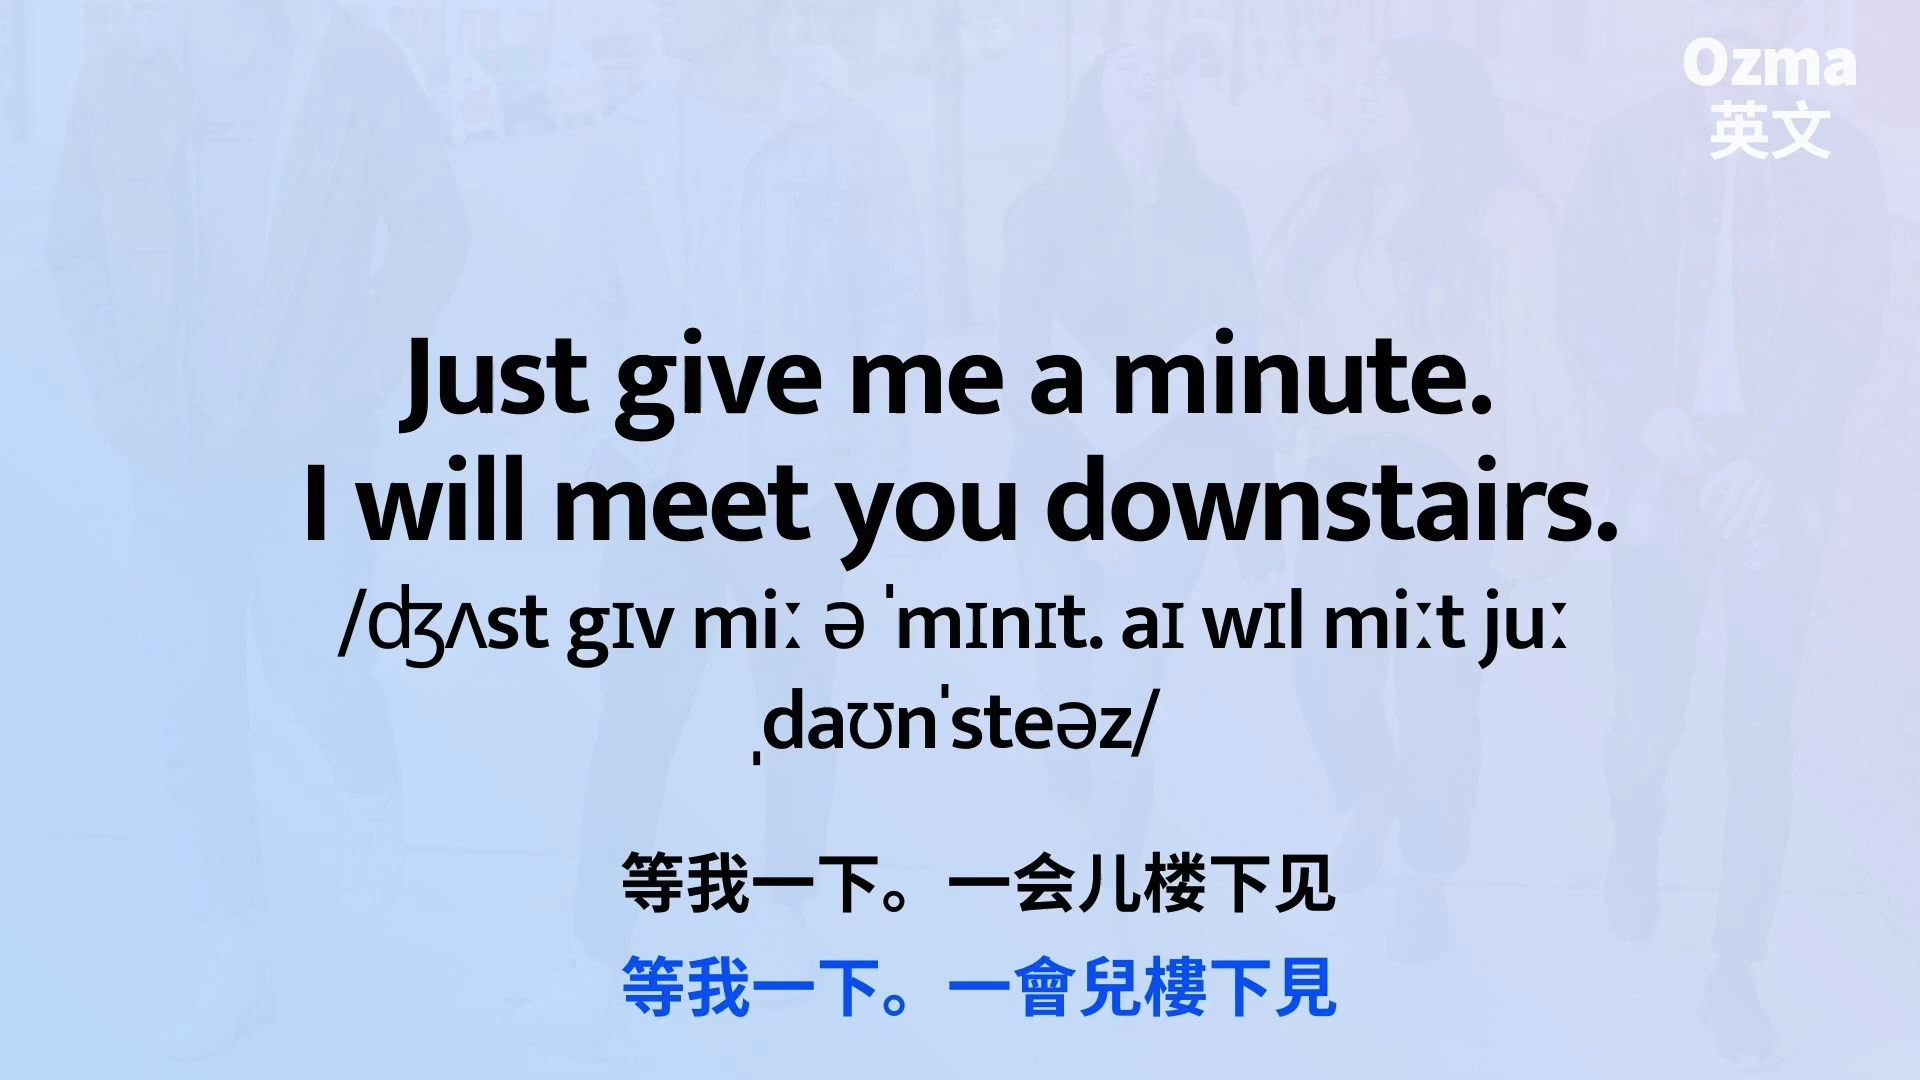 Ozma
英文
Just give me a minute.
I will meet you downstairs.
/ʤʌst gɪv miː ə ˈmɪnɪt. aɪ wɪl miːt juː
ˌdaʊnˈsteəz/
等我一下。一会儿楼下见
等我一下。一會兒樓下見